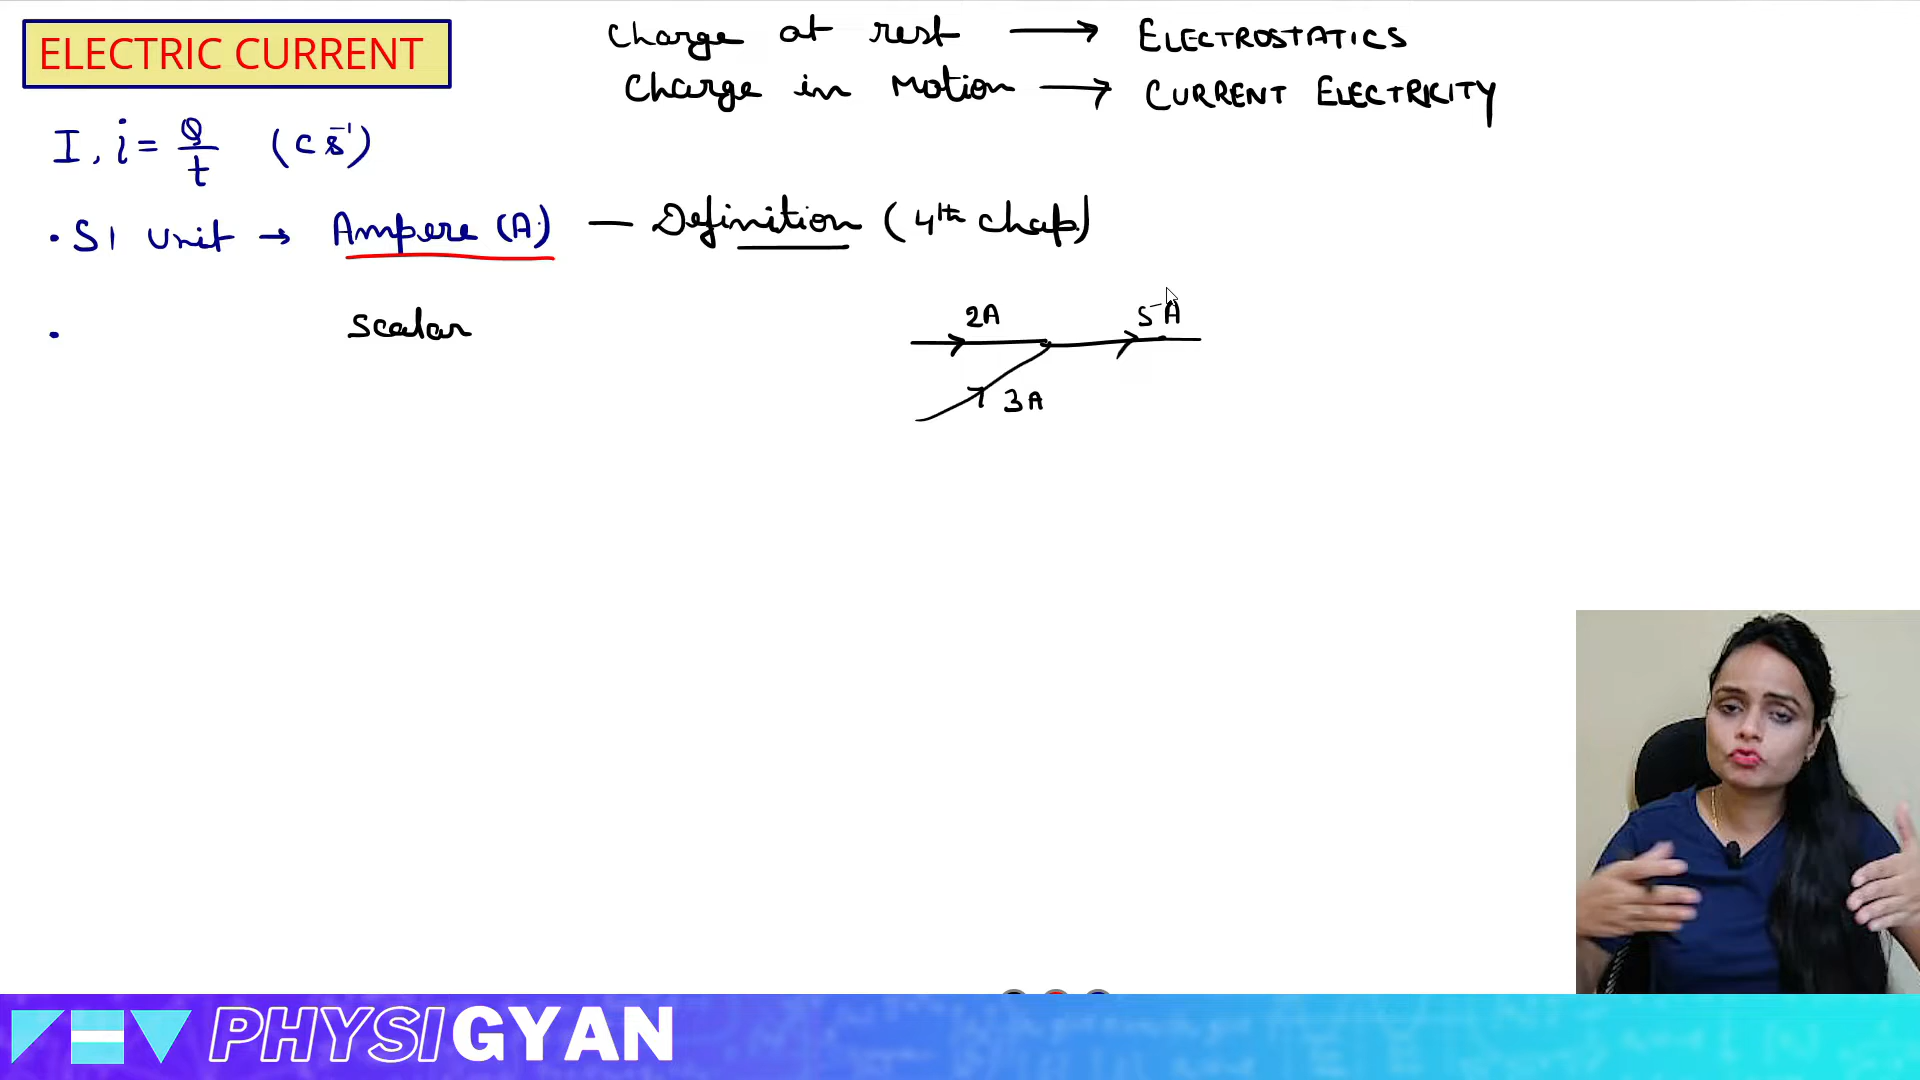 ELECTRIC CURRENT
Charge at rest → ELECTROSTATICS
Charge in Motion → CURRENT ELECTRICITY
I, i = Q/t (C s⁻¹)
• SI Unit → Ampere (A) — Definition (4th chap)
• Scalar
2A
5A
3A
PHYSIGYAN